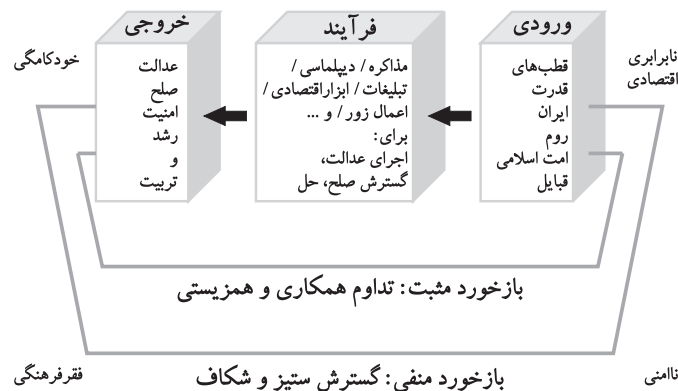 ورودی
قطب‌های
قدرت
ایران
روم
امت اسلامی
قبایل
فرآیند
مذاکره / دیپلماسی /
تبلیغات / ابزاراقتصادی /
اعمال زور / و ...
برای:
اجرای عدالت،
گسترش صلح، حل
خروجی
عدالت
صلح
امنیت
رشد
و
تربیت
نابرابری
اقتصادی
خودکامگی
بازخورد مثبت: تداوم همکاری و همزیستی
ناامنی
بازخورد منفی: گسترش ستیز و شکاف
فقرفرهنگی